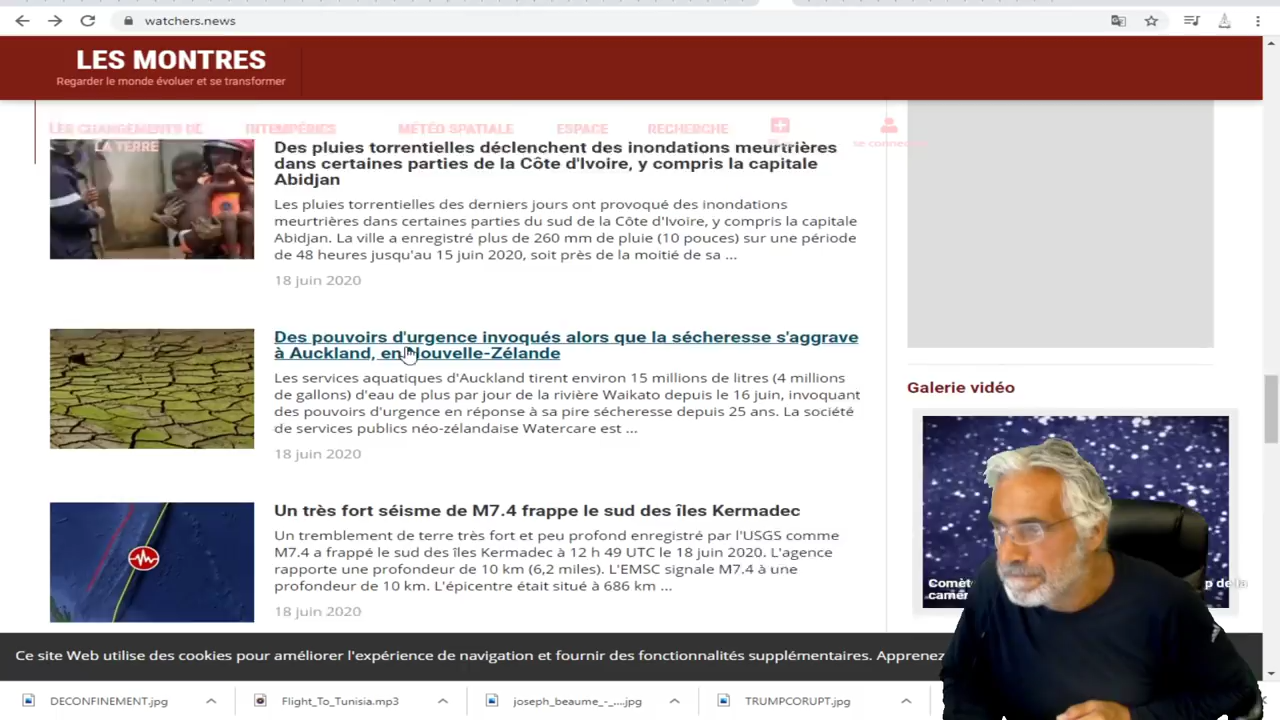 watchers.news
LES MONTRES
Regarder le monde évoluer et se transformer
LES CHANGEMENTS DE
LA TERRE
INTEMPÉRIES
MÉTÉO SPATIALE
ESPACE
RECHERCHE
Des pluies torrentielles déclenchent des inondations meurtrières
dans certaines parties de la Côte d'Ivoire, y compris la capitale
Abidjan
Les pluies torrentielles des derniers jours ont provoqué des inondations
meurtrières dans certaines parties du sud de la Côte d'Ivoire, y compris la capitale
Abidjan. La ville a enregistré plus de 260 mm de pluie (10 pouces) sur une période
de 48 heures jusqu'au 15 juin 2020, soit près de la moitié de sa ...
18 juin 2020
Des pouvoirs d'urgence invoqués alors que la sécheresse s'aggrave
à Auckland, en Nouvelle-Zélande
Les services aquatiques d'Auckland tirent environ 15 millions de litres (4 millions
de gallons) d'eau de plus par jour de la rivière Waikato depuis le 16 juin, invoquant
des pouvoirs d'urgence en réponse à sa pire sécheresse depuis 25 ans. La société
de services publics néo-zélandaise Watercare est ...
18 juin 2020
Un très fort séisme de M7.4 frappe le sud des îles Kermadec
Un tremblement de terre très fort et peu profond enregistré par l'USGS comme
M7.4 a frappé le sud des îles Kermadec à 12 h 49 UTC le 18 juin 2020. L'agence
rapporte une profondeur de 10 km (6,2 miles). L'EMSC signale M7.4 à une
profondeur de 10 km. L'épicentre était situé à 686 km ...
18 juin 2020
Galerie vidéo
Ce site Web utilise des cookies pour améliorer l'expérience de navigation et fournir des fonctionnalités supplémentaires. Apprenez
DECONFINEMENT.jpg
Flight_To_Tunisia.mp3
joseph_beaume_-_....jpg
TRUMPCORUPT.jpg